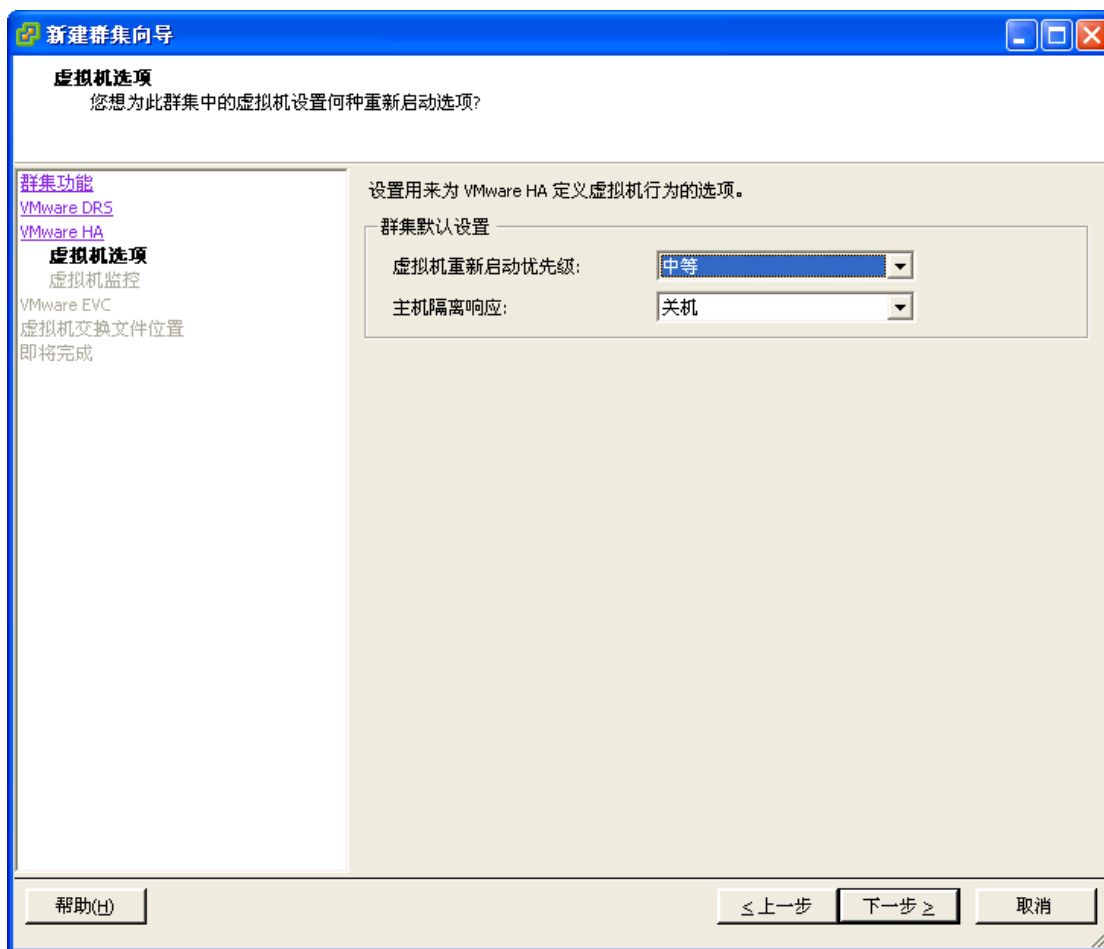 新建群集向导
虚拟机选项
您想为此群集中的虚拟机设置何种重新启动选项?
群集功能
VMware DRS
VMware HA
虚拟机选项
虚拟机监控
VMware EVC
虚拟机交换文件位置
即将完成
设置用来为 VMware HA 定义虚拟机行为的选项。
群集默认设置
虚拟机重新启动优先级: 中等
主机隔离响应: 关机
帮助(H) ≤上一步 下一步≥ 取消